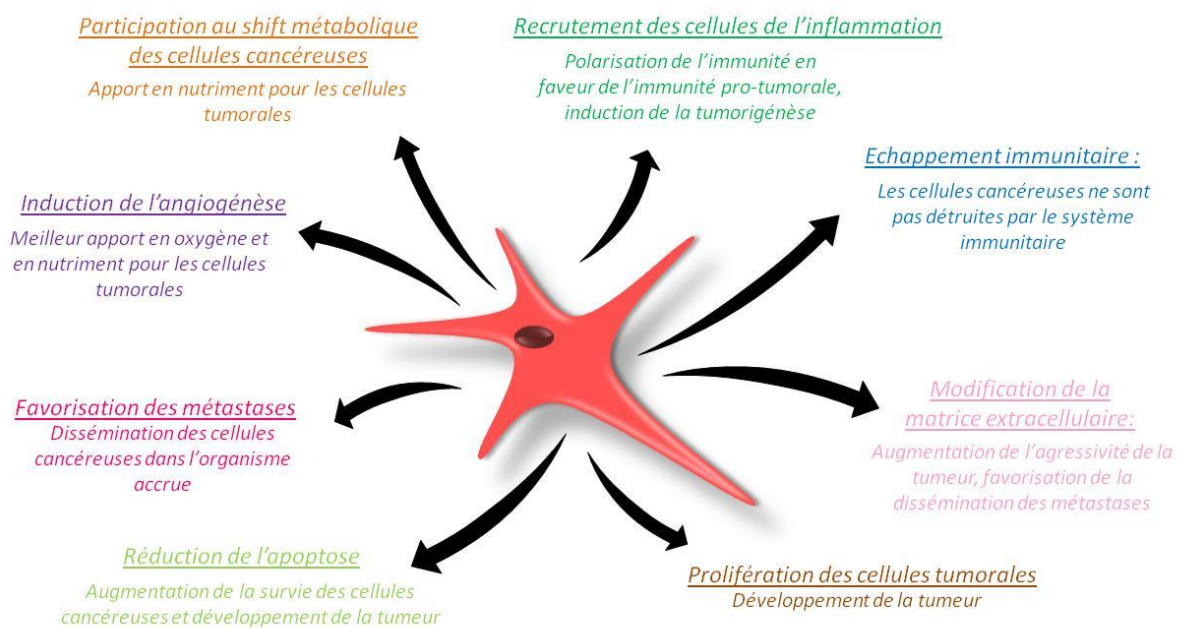 Participation au shift métabolique
des cellules cancéreuses
Apport en nutriment pour les cellules
tumorales
Recrutement des cellules de l'inflammation
Polarisation de l'immunité en
faveur de l'immunité pro-tumorale,
induction de la tumorigénèse
Echappement immunitaire :
Les cellules cancéreuses ne sont
pas détruites par le système
immunitaire
Induction de l'angiogénèse
Meilleur apport en oxygène et
en nutriment pour les cellules
tumorales
Favorisation des métastases
Dissémination des cellules
cancéreuses dans l'organisme
accrue
Modification de la
matrice extracellulaire:
Augmentation de l'agressivité de la
tumeur, favorisation de la
dissémination des métastases
Réduction de l'apoptose
Augmentation de la survie des cellules
cancéreuses et développement de la tumeur
Prolifération des cellules tumorales
Développement de la tumeur